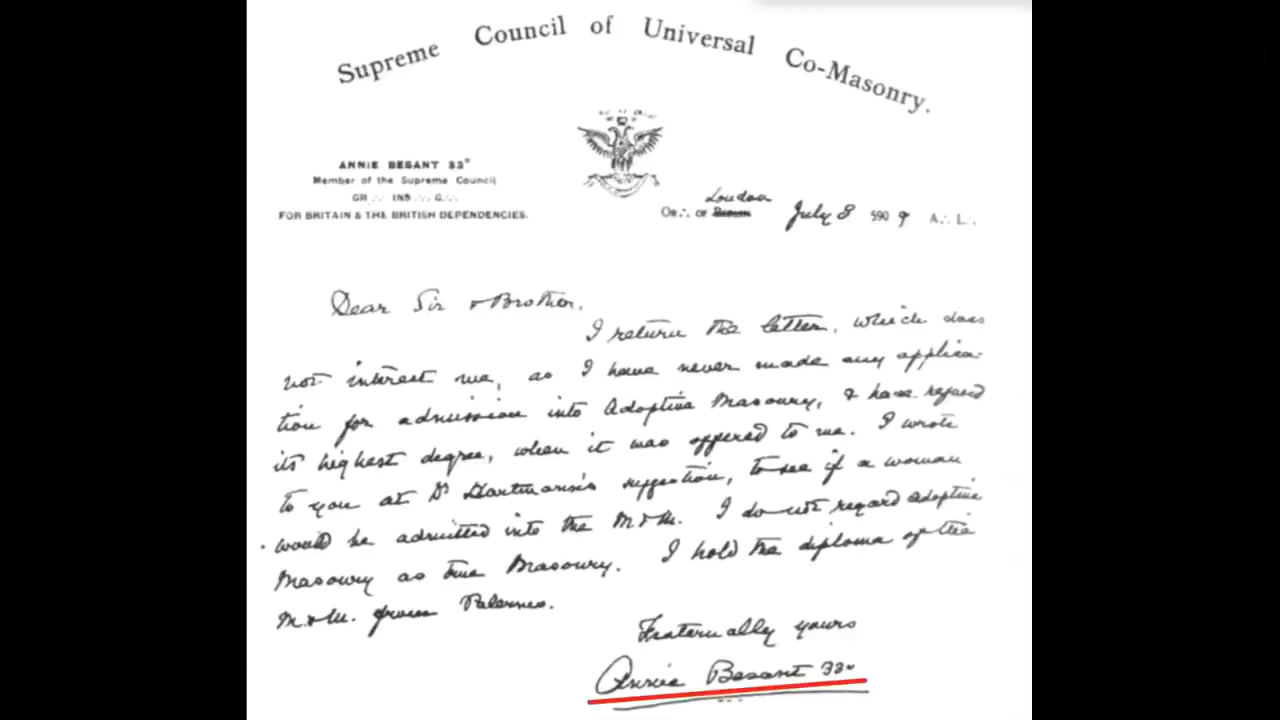 Supreme Council of Universal Co-Masonry.
ANNIE BESANT 33°
Member of the Supreme Council
GR∴ INS∴ G∴
FOR BRITAIN & THE BRITISH DEPENDENCIES.
London
OR∴ OF July 8 5909 A∴ L∴
Dear Sir & Brother,
I return the letter, which does
not interest me, as I have never made any applica-
tion for admission into Adoptive Masonry, & have refused
its highest degree, when it was offered to me. I wrote
to you at Dr Hartmann's suggestion, to see if a woman
would be admitted into the M & M. I do not regard Adoptive
Masonry as true Masonry. I hold the diploma of the
M. & M. from Palermo.
Fraternally yours
Annie Besant 33°